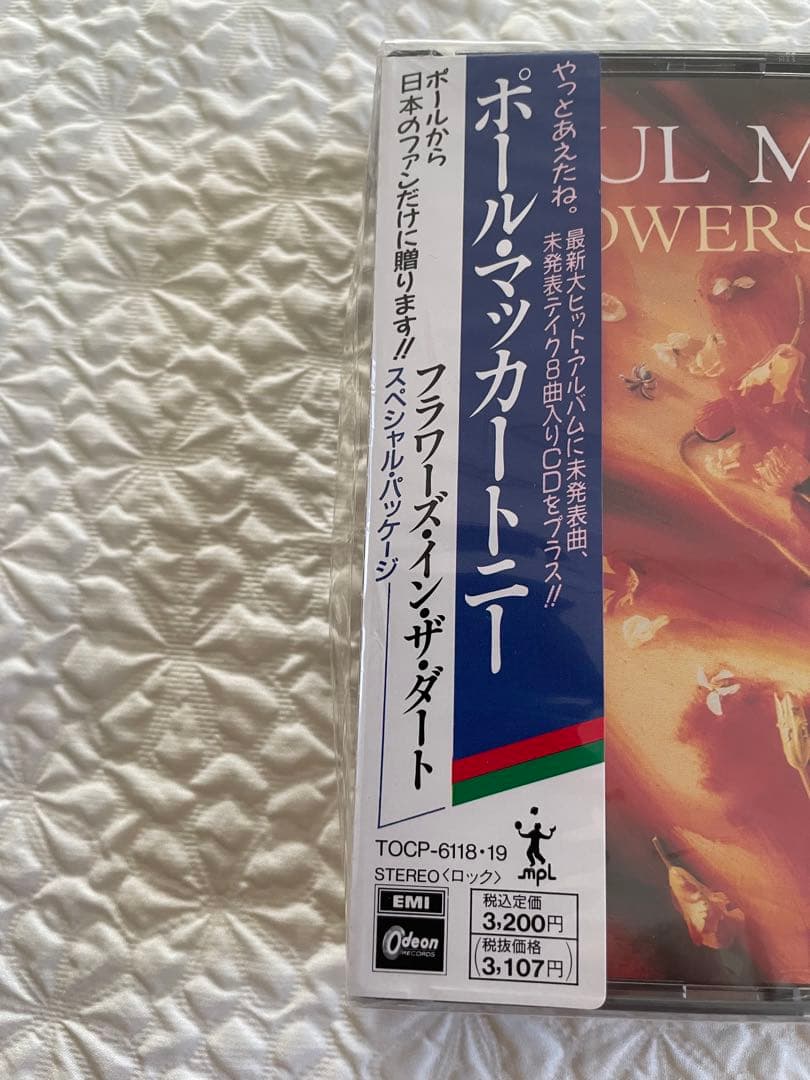 やっとあえたね。
最新大ヒット・アルバムに未発表曲、
未発表テイク8曲入りCDをプラス!!
ポール・マッカートニー
ポールから
日本のファンだけに贈ります!!
フラワーズ・イン・ザ・ダート
スペシャル・パッケージ
TOCP-6118・19
STEREO〈ロック〉
mpL
EMI
Odeon
RECORDS
税込定価
3,200円
(税抜価格
3,107円)
UL M
OWERS